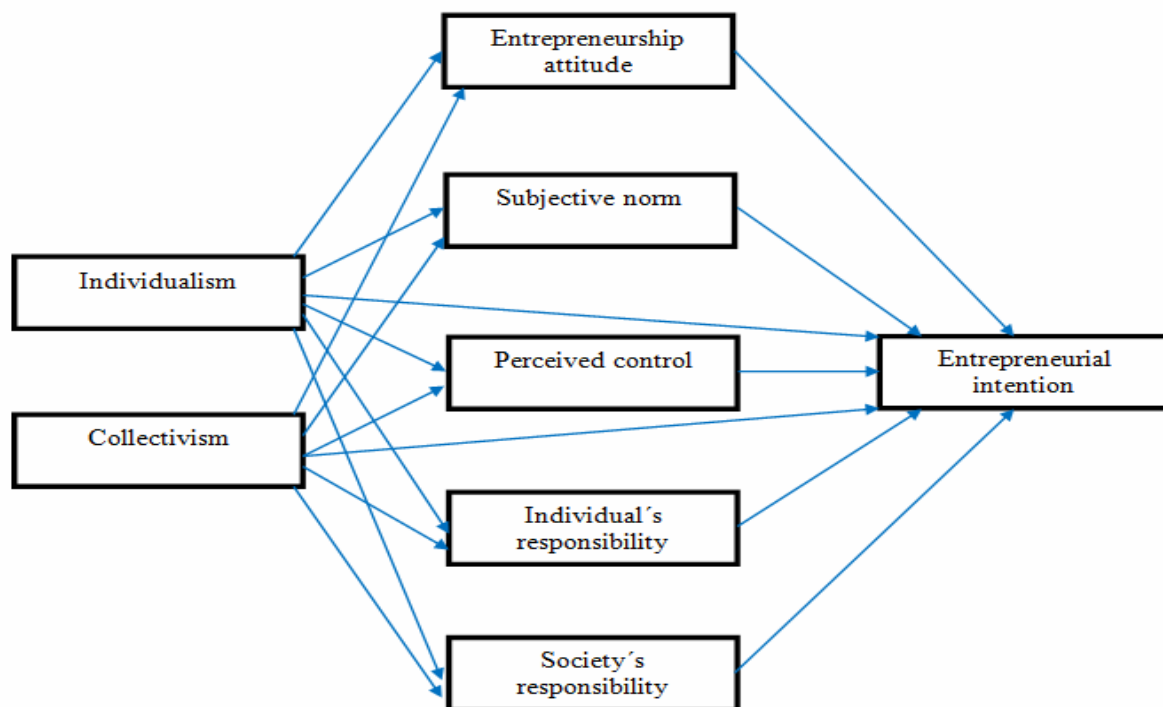 Entrepreneurship
attitude
Subjective norm
Individualism
Perceived control
Entrepreneurial
intention
Collectivism
Individual´s
responsibility
Society´s
responsibility